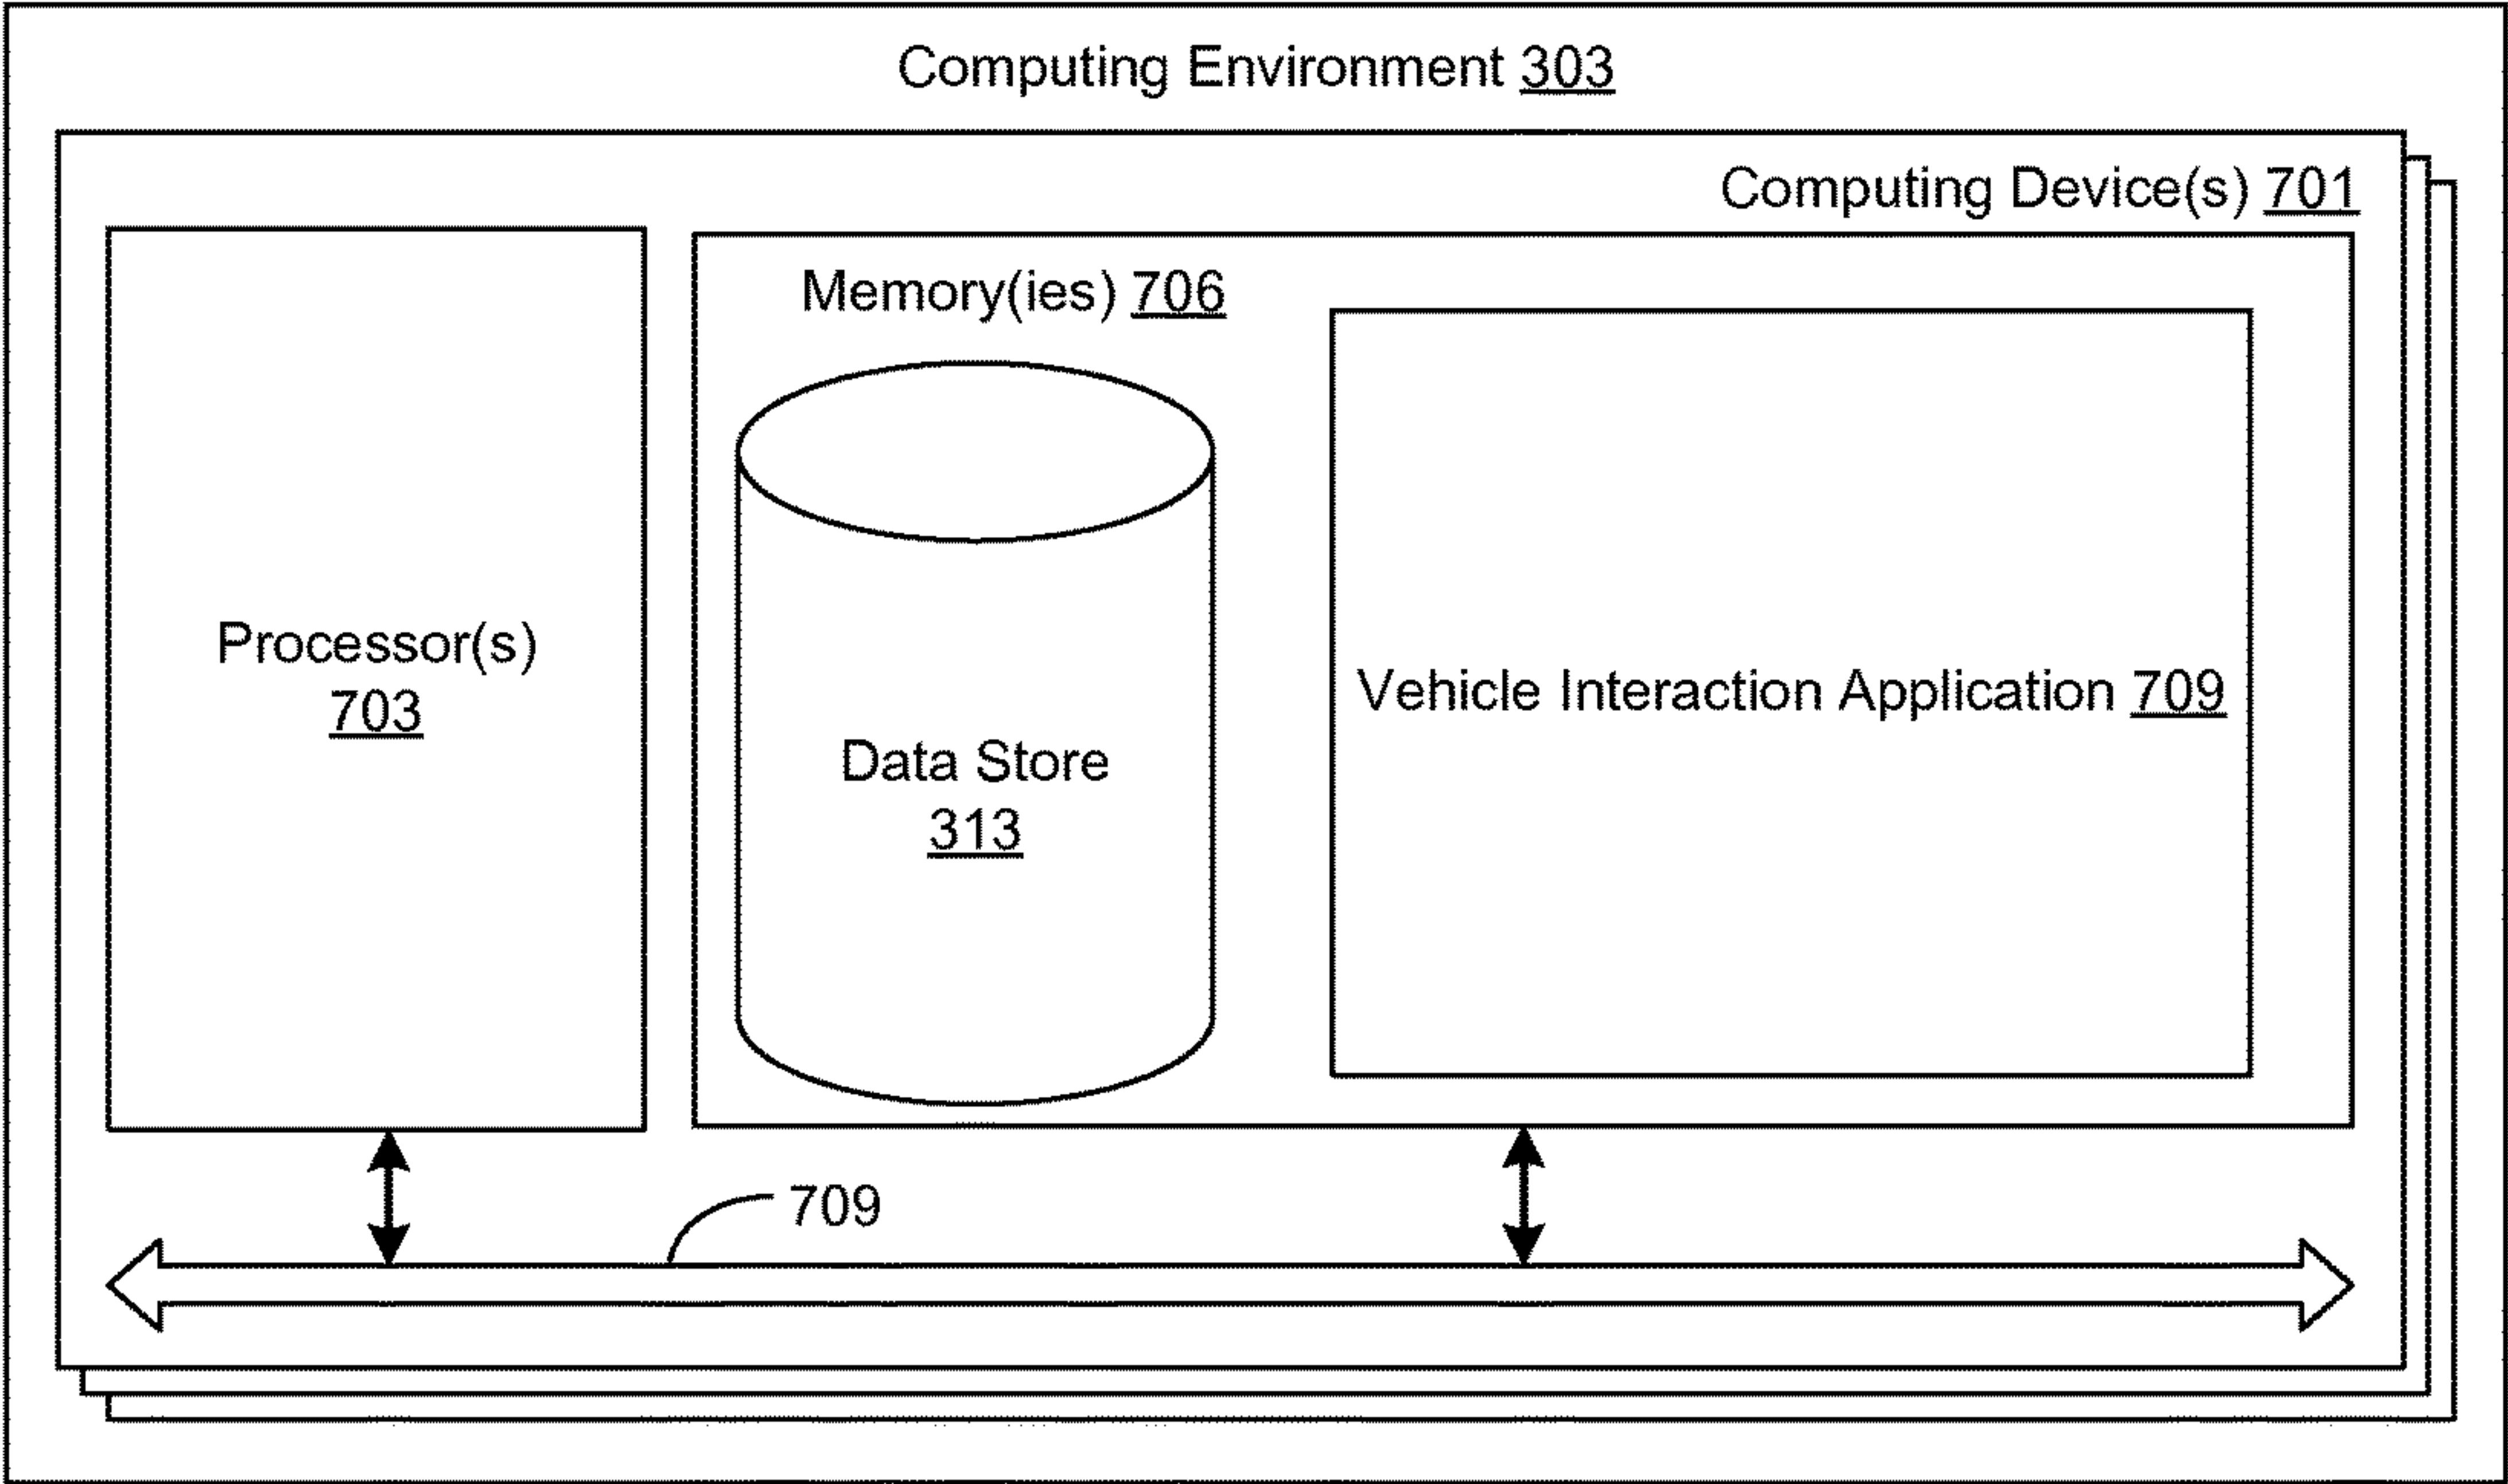 Computing Environment 303
Computing Device(s) 701
Memory(ies) 706
Processor(s)
703
Data Store
313
Vehicle Interaction Application 709
709